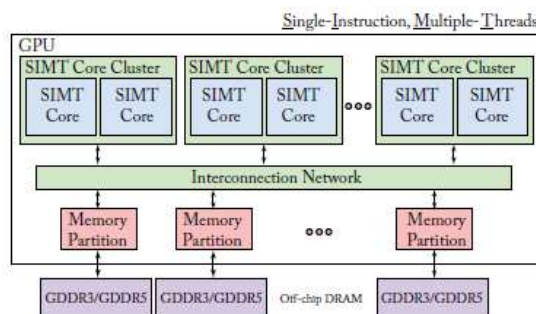 Single-Instruction, Multiple-Threads
GPU
SIMT Core Cluster SIMT Core Cluster SIMT Core Cluster
SIMT SIMT SIMT SIMT SIMT SIMT
Core Core Core Core Core Core
Interconnection Network
Memory Memory Memory
Partition Partition Partition
GDDR3/GDDR5 GDDR3/GDDR5 Off-chip DRAM GDDR3/GDDR5